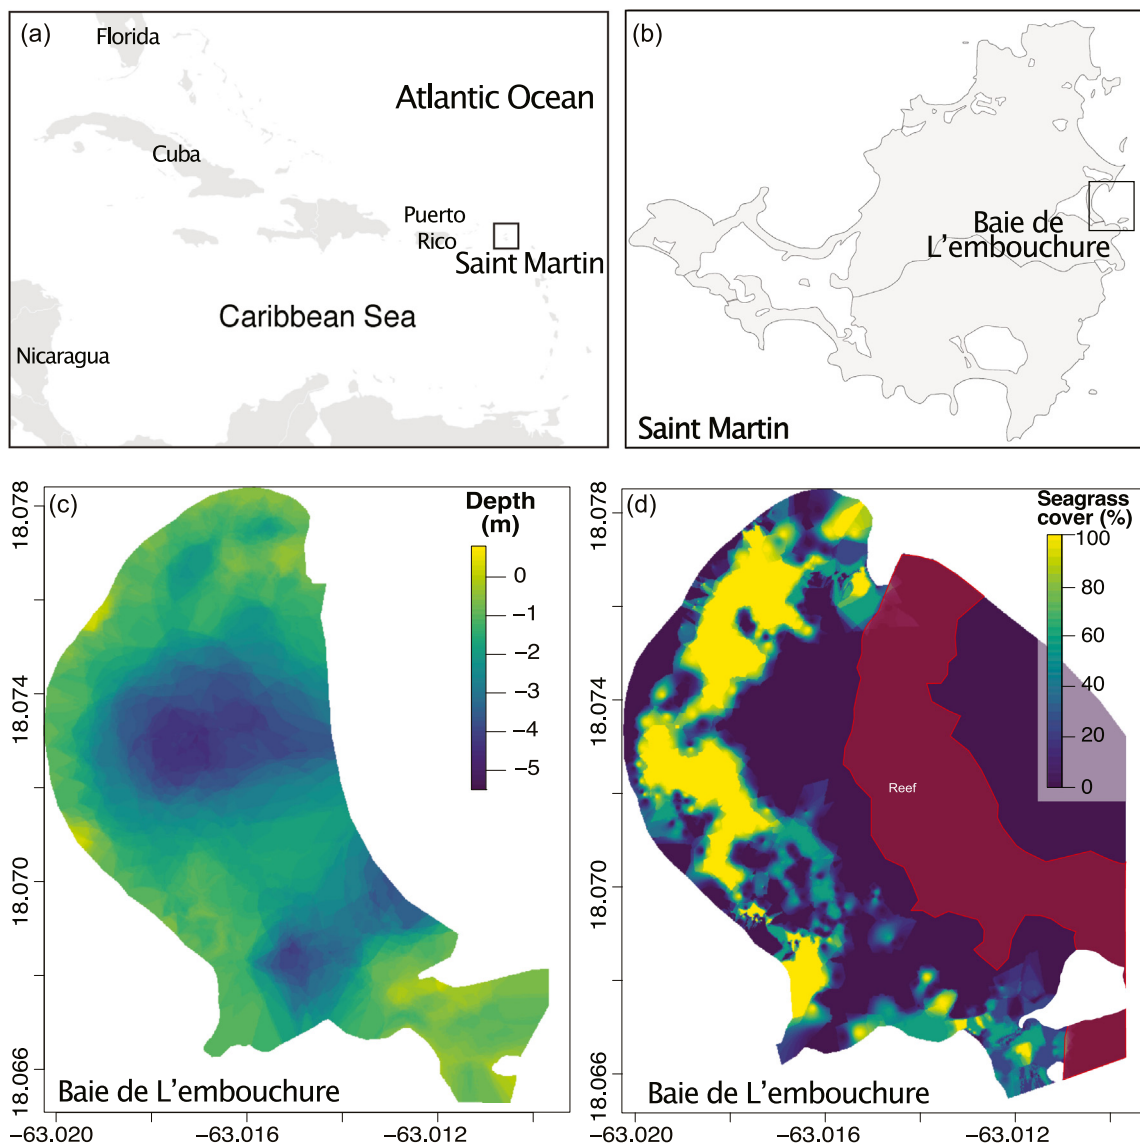 (a)
Florida
Atlantic Ocean
Cuba
Puerto
Rico
Saint Martin
Caribbean Sea
Nicaragua
(b)
Baie de
L'embouchure
Saint Martin
(c)
Depth
(m)
0
−1
−2
−3
−4
−5
18.078
18.074
18.070
18.066
Baie de L'embouchure
−63.020
−63.016
−63.012
(d)
Seagrass
cover (%)
100
80
60
40
20
0
Reef
18.078
18.074
18.070
18.066
Baie de L'embouchure
−63.020
−63.016
−63.012